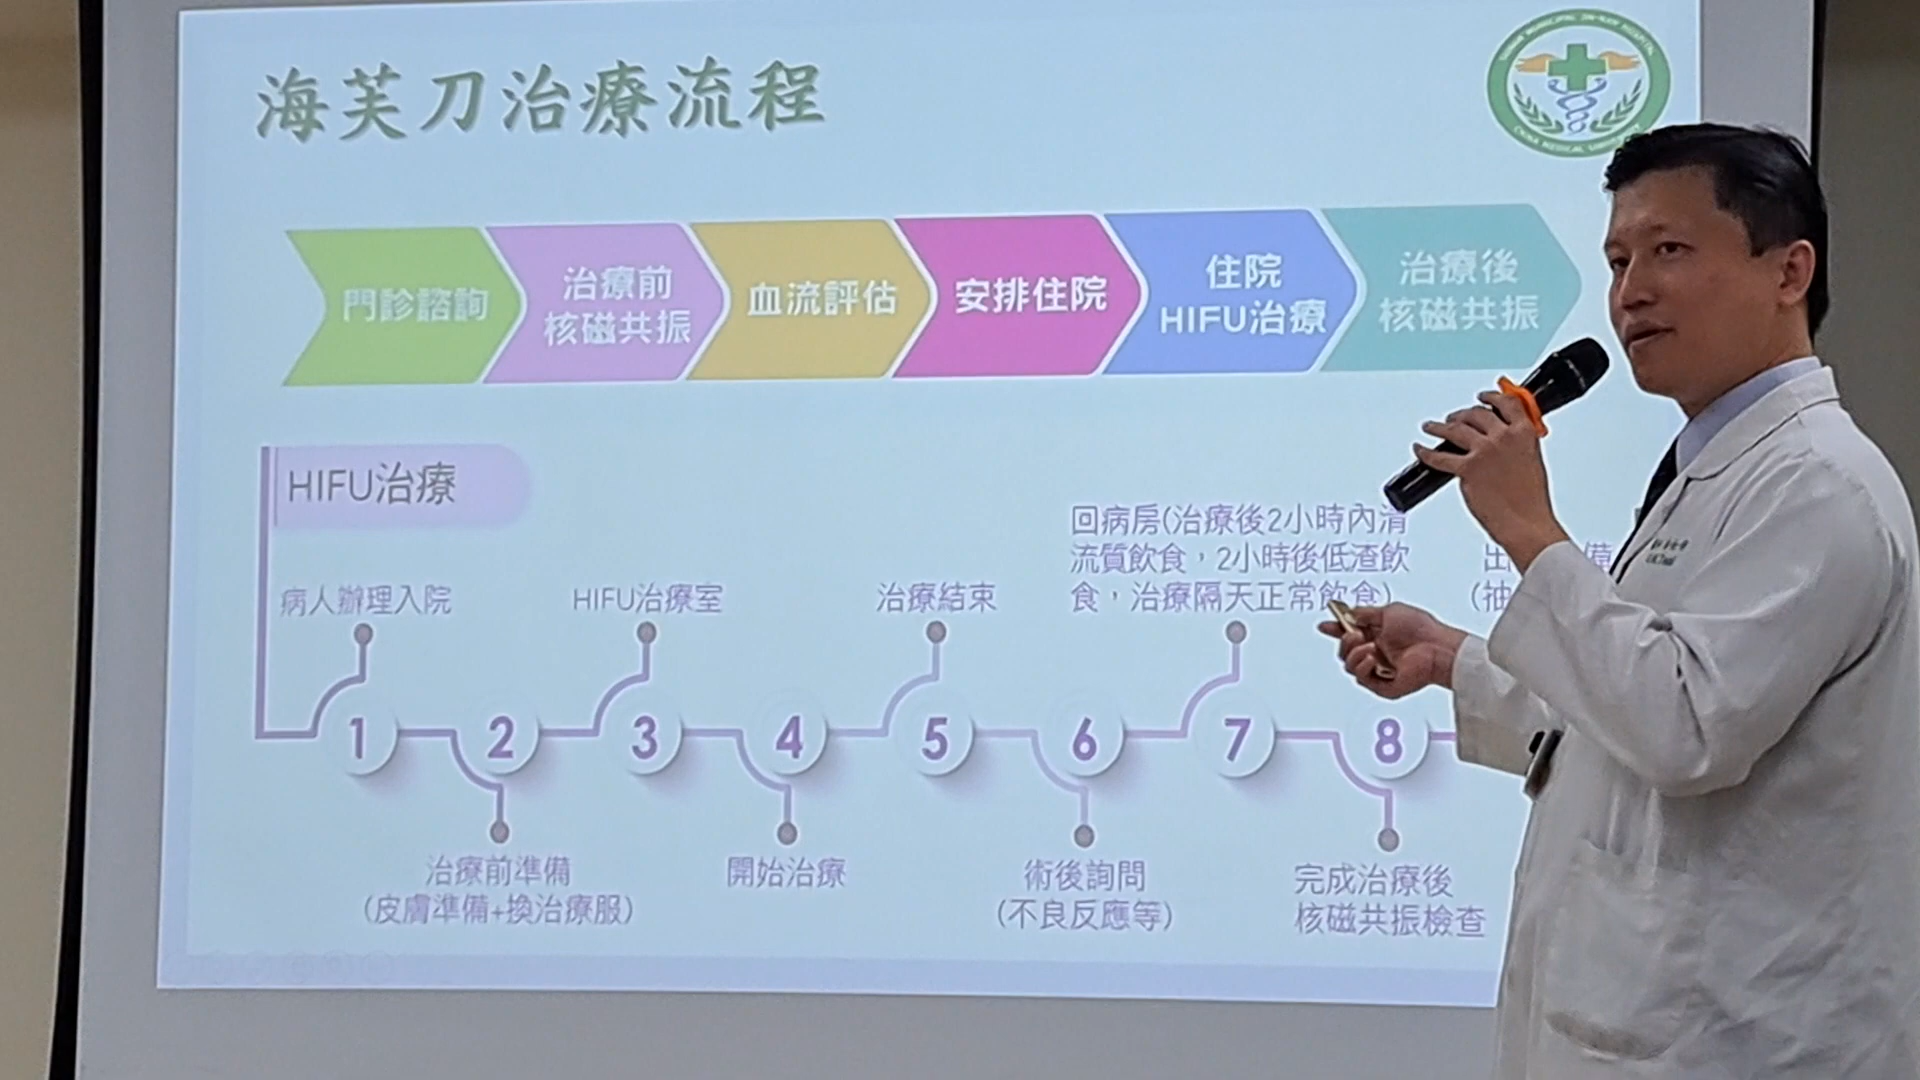 海芙刀治療流程
門診諮詢
治療前
核磁共振
血流評估
安排住院
住院
HIFU治療
治療後
核磁共振
HIFU治療
病人辦理入院
HIFU治療室
治療結束
回病房(治療後2小時內清
流質飲食，2小時後低渣飲
食，治療隔天正常飲食)
出
備
(抽
1
2
3
4
5
6
7
8
治療前準備
(皮膚準備+換治療服)
開始治療
術後詢問
(不良反應等)
完成治療後
核磁共振檢查